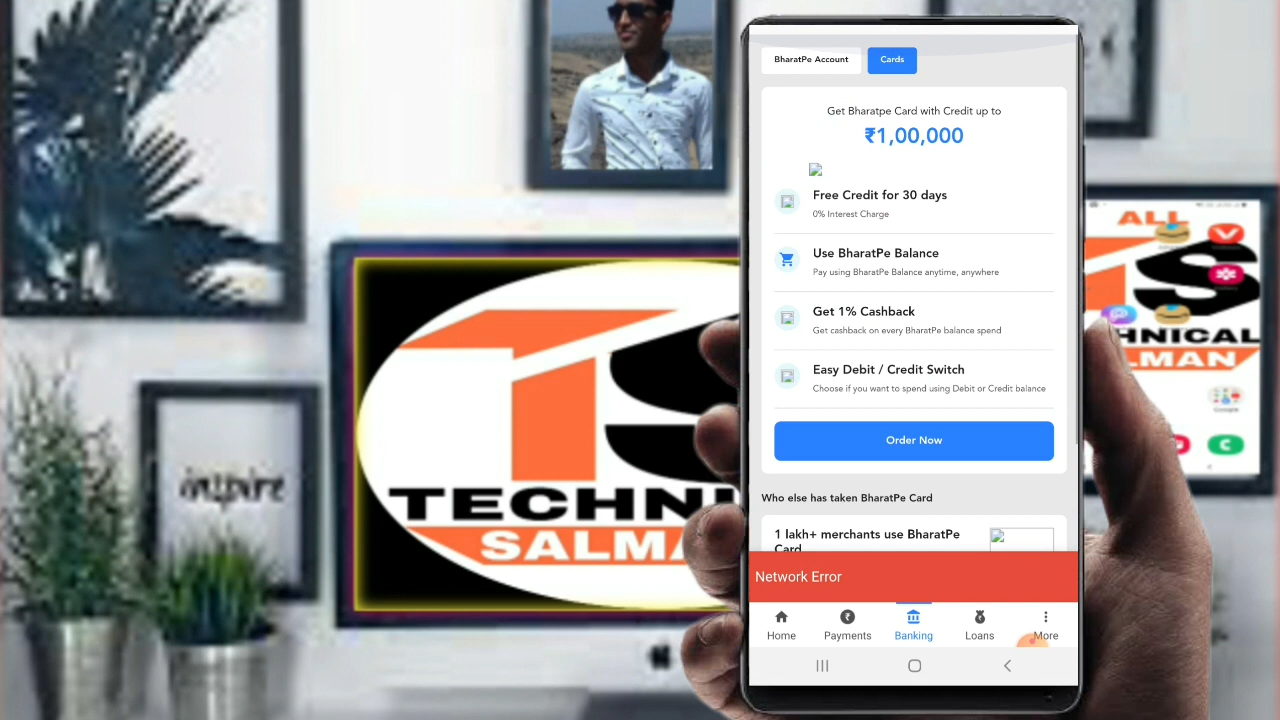 BharatPe Account
Cards
Get Bharatpe Card with Credit up to
₹1,00,000
Free Credit for 30 days
0% Interest Charge
Use BharatPe Balance
Pay using BharatPe Balance anytime, anywhere
Get 1% Cashback
Get cashback on every BharatPe balance spend
Easy Debit / Credit Switch
Choose if you want to spend using Debit or Credit balance
Order Now
Who else has taken BharatPe Card
1 lakh+ merchants use BharatPe
Card
Network Error
Home
Payments
Banking
Loans
More
inspire
TS
TECHNI
SALMA
ALL
TS
HNICAL
MAN